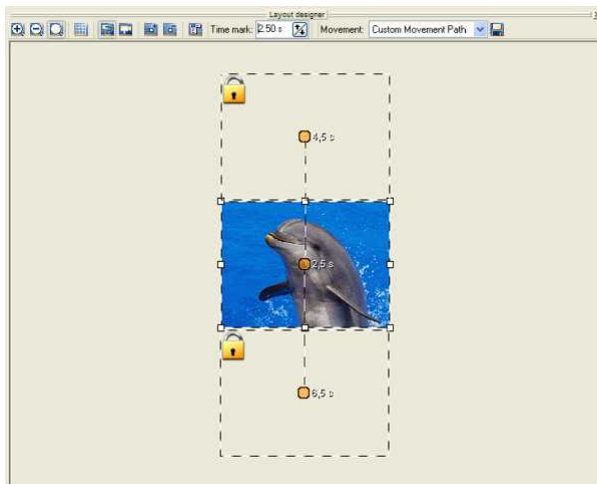 Layout designer
Time mark: 2.50 s Movement: Custom Movement Path
4,5 s
2,5 s
6,5 s